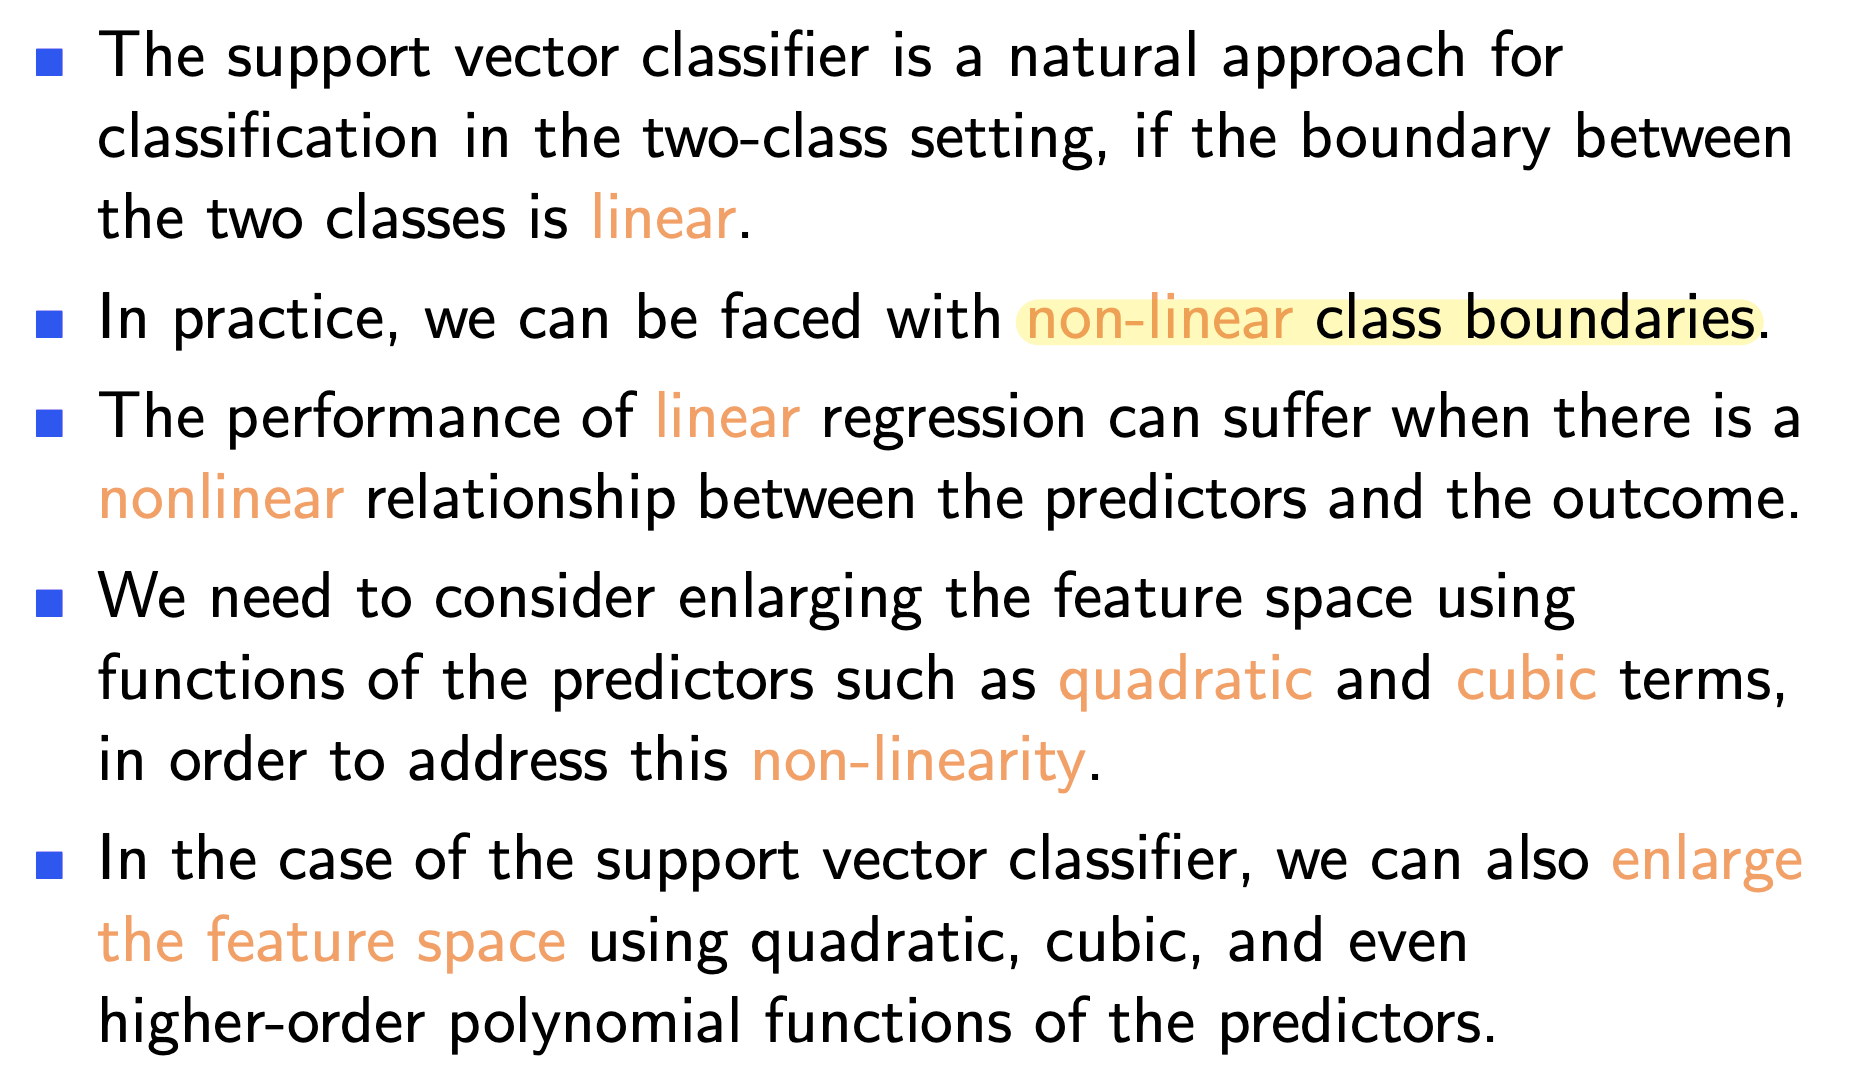 The support vector classifier is a natural approach for
classification in the two-class setting, if the boundary between
the two classes is linear.
In practice, we can be faced with non-linear class boundaries.
The performance of linear regression can suffer when there is a
nonlinear relationship between the predictors and the outcome.
We need to consider enlarging the feature space using
functions of the predictors such as quadratic and cubic terms,
in order to address this non-linearity.
In the case of the support vector classifier, we can also enlarge
the feature space using quadratic, cubic, and even
higher-order polynomial functions of the predictors.